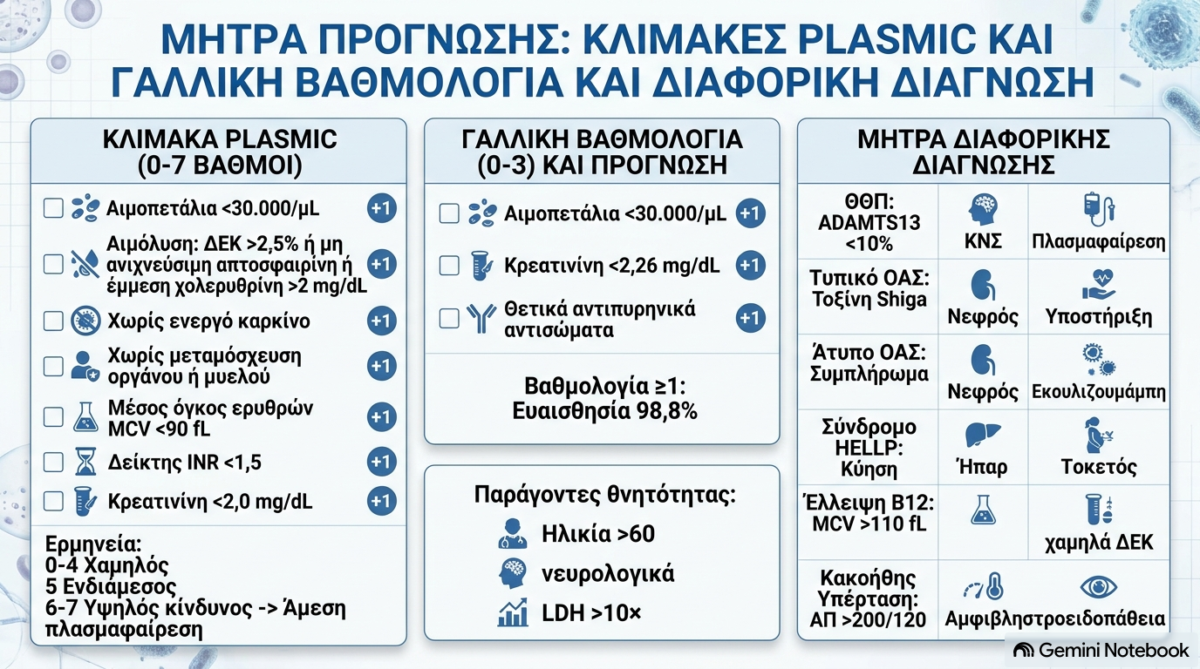 ΜΗΤΡΑ ΠΡΟΓΝΩΣΗΣ: ΚΛΙΜΑΚΕΣ PLASMIC ΚΑΙ
ΓΑΛΛΙΚΗ ΒΑΘΜΟΛΟΓΙΑ ΚΑΙ ΔΙΑΦΟΡΙΚΗ ΔΙΑΓΝΩΣΗ
ΚΛΙΜΑΚΑ PLASMIC
(0-7 ΒΑΘΜΟΙ)
Αιμοπετάλια <30.000/μL +1
Αιμόλυση: ΔΕΚ >2,5% ή μη
ανιχνεύσιμη απτοσφαιρίνη ή +1
έμμεση χολερυθρίνη >2 mg/dL
Χωρίς ενεργό καρκίνο +1
Χωρίς μεταμόσχευση
οργάνου ή μυελού +1
Μέσος όγκος ερυθρών
MCV <90 fL +1
Δείκτης INR <1,5 +1
Κρεατινίνη <2,0 mg/dL +1
Ερμηνεία:
0-4 Χαμηλός
5 Ενδιάμεσος
6-7 Υψηλός κίνδυνος -> Άμεση
πλασμαφαίρεση
ΓΑΛΛΙΚΗ ΒΑΘΜΟΛΟΓΙΑ
(0-3) ΚΑΙ ΠΡΟΓΝΩΣΗ
Αιμοπετάλια <30.000/μL +1
Κρεατινίνη <2,26 mg/dL +1
Θετικά αντιπυρηνικά
αντισώματα +1
Βαθμολογία ≥1:
Ευαισθησία 98,8%
Παράγοντες θνητότητας:
Ηλικία >60
νευρολογικά
LDH >10×
ΜΗΤΡΑ ΔΙΑΦΟΡΙΚΗΣ
ΔΙΑΓΝΩΣΗΣ
ΘΘΠ:
ADAMTS13
<10%
ΚΝΣ
Πλασμαφαίρεση
Τυπικό ΟΑΣ:
Τοξίνη Shiga
Νεφρός
Υποστήριξη
Άτυπο ΟΑΣ:
Συμπλήρωμα
Νεφρός
Εκουλιζουμάμπη
Σύνδρομο
HELLP:
Κύηση
Ήπαρ
Τοκετός
Έλλειψη Β12:
MCV >110 fL
χαμηλά ΔΕΚ
Κακοήθης
Υπέρταση:
ΑΠ >200/120
Αμφιβληστροειδοπάθεια
Gemini Notebook